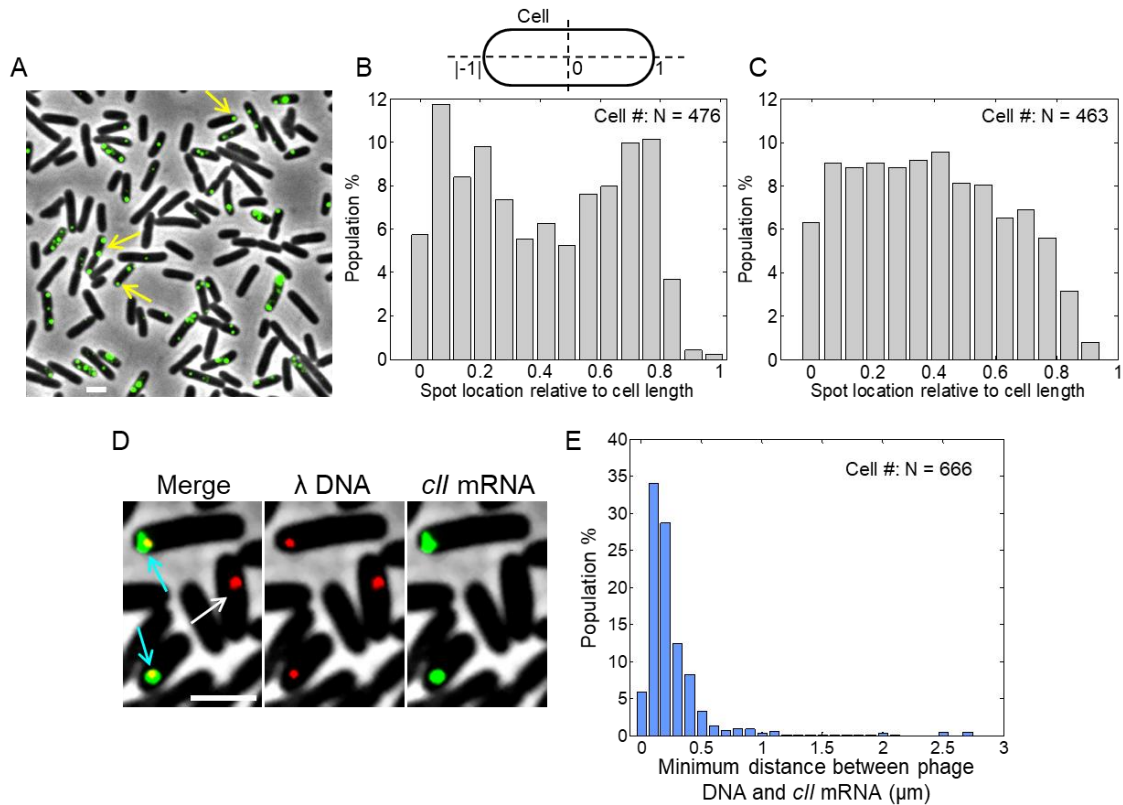 Cell
|-1|
0
1
A
B
Cell #: N = 476
12
10
8
6
4
2
0
Population %
0 0.2 0.4 0.6 0.8 1
Spot location relative to cell length
C
Cell #: N = 463
12
10
8
6
4
2
0
Population %
0 0.2 0.4 0.6 0.8 1
Spot location relative to cell length
D
Merge
λ DNA
cII mRNA
E
Cell #: N = 666
40
35
30
25
20
15
10
5
0
Population %
0 0.5 1 1.5 2 2.5 3
Minimum distance between phage
DNA and cII mRNA (µm)